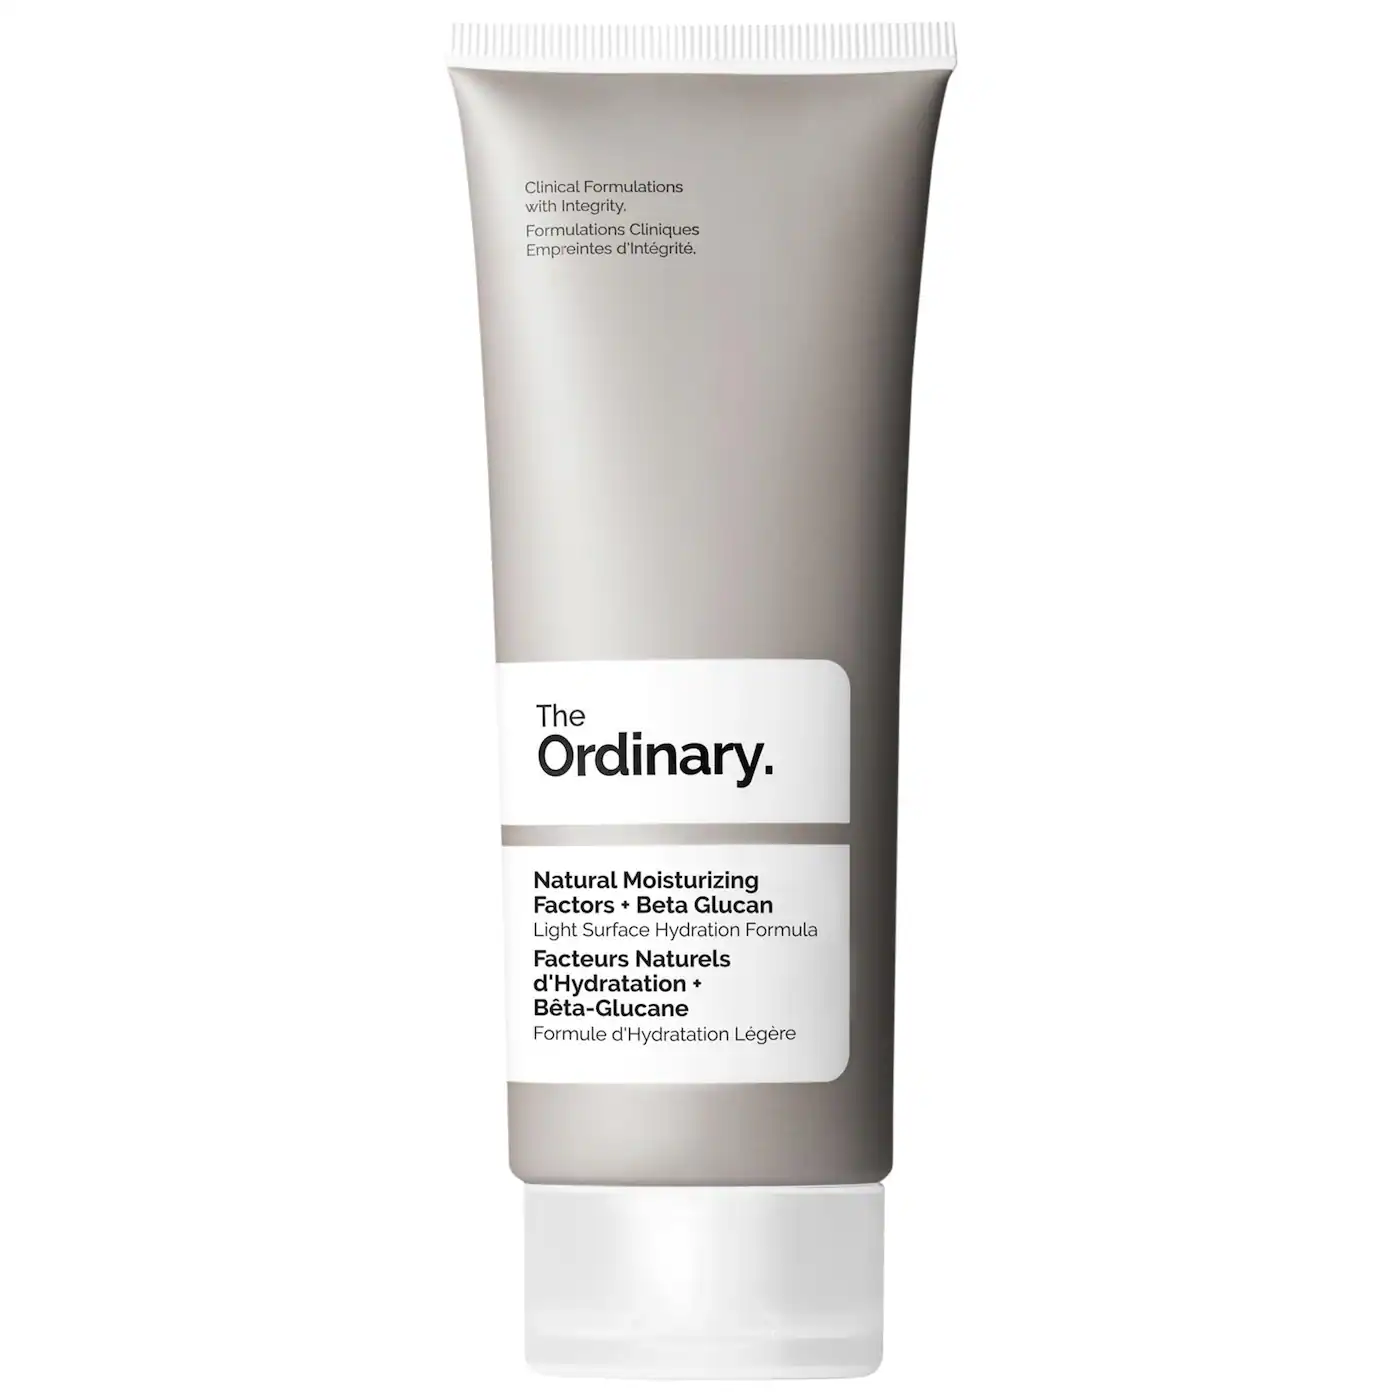 Clinical Formulations
with Integrity.
Formulations Cliniques
Empreintes d'Intégrité.
The
Ordinary.
Natural Moisturizing
Factors + Beta Glucan
Light Surface Hydration Formula
Facteurs Naturels
d'Hydratation +
Bêta-Glucane
Formule d'Hydratation Légère